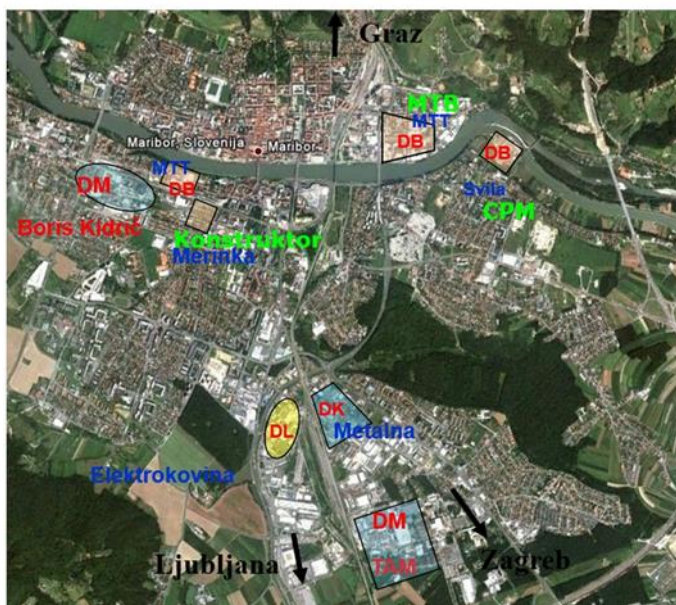 Graz
MTB
MTT
DB
Maribor, Slovenija
Maribor
DB
MTT
DM
DB
Svila
CPM
Boris Kidrič
Konstruktor
Merinka
DK
DL
Metalna
Elektrokovina
DM
TAM
Ljubljana
Zagreb